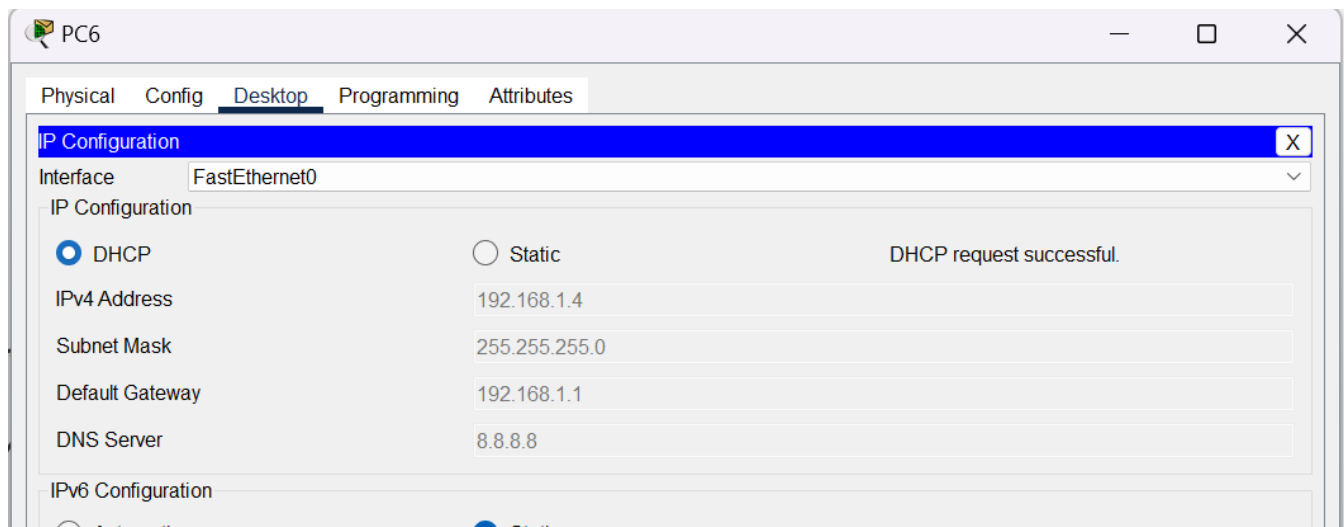 PC6
Physical Config Desktop Programming Attributes
IP Configuration X
Interface FastEthernet0
IP Configuration
DHCP Static DHCP request successful.
IPv4 Address 192.168.1.4
Subnet Mask 255.255.255.0
Default Gateway 192.168.1.1
DNS Server 8.8.8.8
IPv6 Configuration